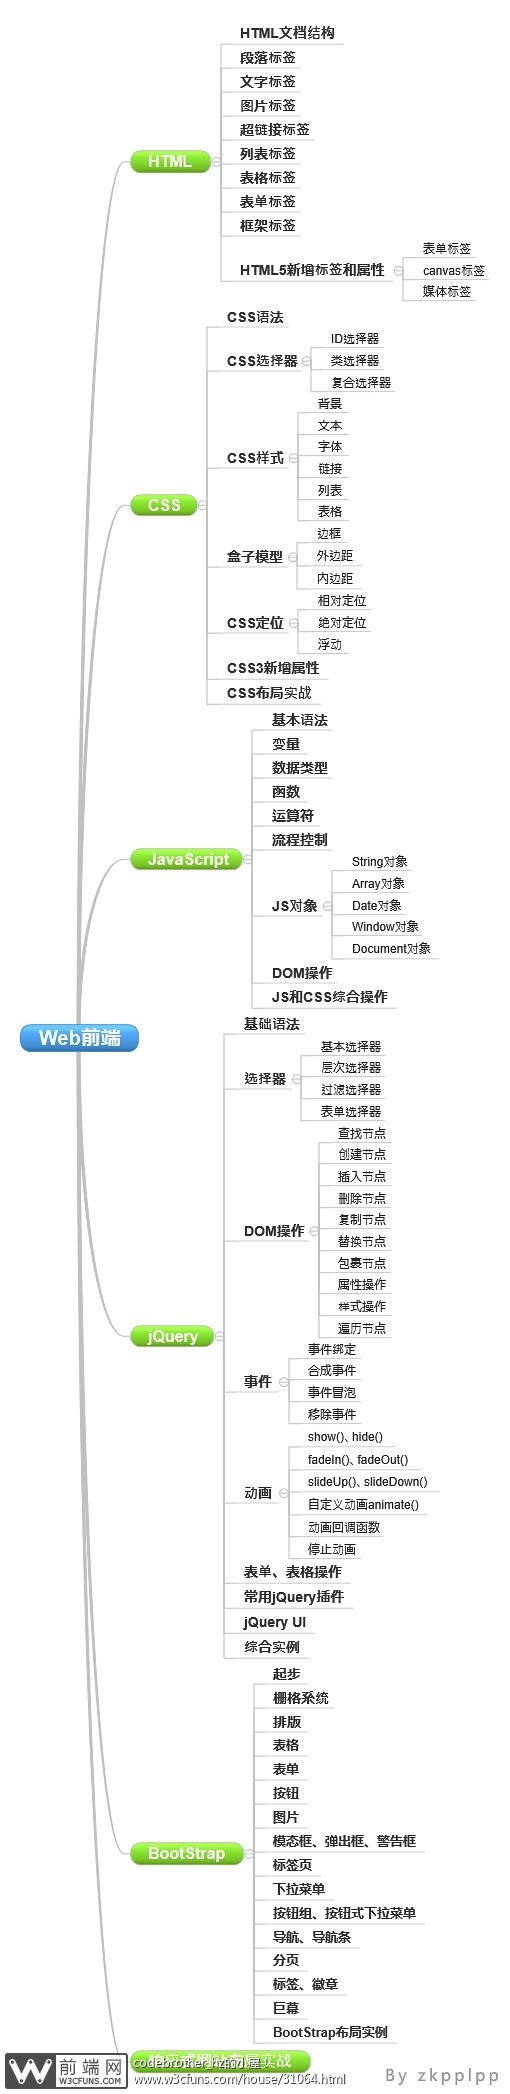 Web前端
HTML
HTML文档结构
段落标签
文字标签
图片标签
超链接标签
列表标签
表格标签
表单标签
框架标签
HTML5新增标签和属性
表单标签
canvas标签
媒体标签
CSS
CSS语法
CSS选择器
ID选择器
类选择器
复合选择器
CSS样式
背景
文本
字体
链接
列表
表格
盒子模型
边框
外边距
内边距
CSS定位
相对定位
绝对定位
浮动
CSS3新增属性
CSS布局实战
JavaScript
基本语法
变量
数据类型
函数
运算符
流程控制
JS对象
String对象
Array对象
Date对象
Window对象
Document对象
DOM操作
JS和CSS综合操作
jQuery
基础语法
选择器
基本选择器
层次选择器
过滤选择器
表单选择器
DOM操作
查找节点
创建节点
插入节点
删除节点
复制节点
替换节点
包裹节点
属性操作
样式操作
遍历节点
事件
事件绑定
合成事件
事件冒泡
移除事件
动画
show()、hide()
fadeIn()、fadeOut()
slideUp()、slideDown()
自定义动画animate()
动画回调函数
停止动画
表单、表格操作
常用jQuery插件
jQuery UI
综合实例
BootStrap
起步
栅格系统
排版
表格
表单
按钮
图片
模态框、弹出框、警告框
标签页
下拉菜单
按钮组、按钮式下拉菜单
导航、导航条
分页
标签、徽章
巨幕
BootStrap布局实例
实战
前端网
W3CFUNS.COM
www.w3cfuns.com/house/31064.html
By zkpplpp